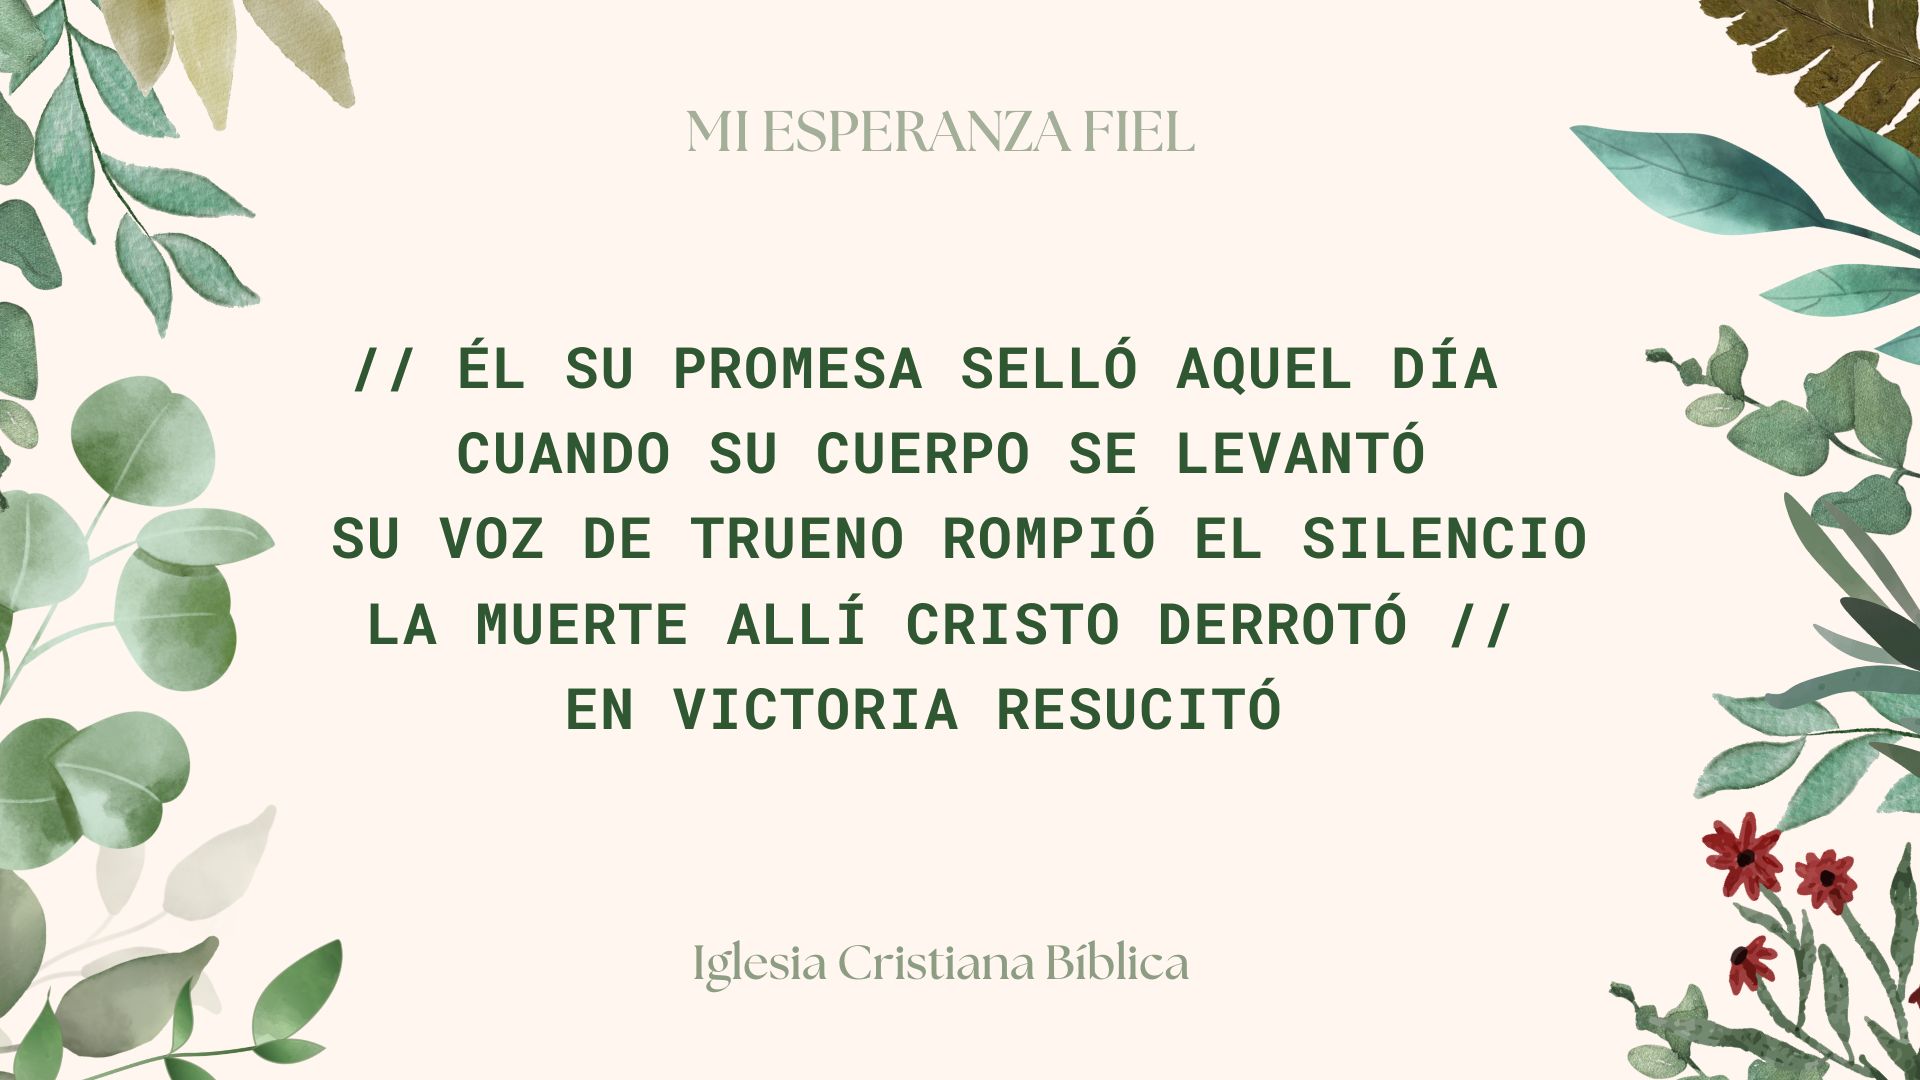 MI ESPERANZA FIEL
// ÉL SU PROMESA SELLÓ AQUEL DÍA
CUANDO SU CUERPO SE LEVANTÓ
SU VOZ DE TRUENO ROMPIÓ EL SILENCIO
LA MUERTE ALLÍ CRISTO DERROTÓ //
EN VICTORIA RESUCITÓ
Iglesia Cristiana Bíblica